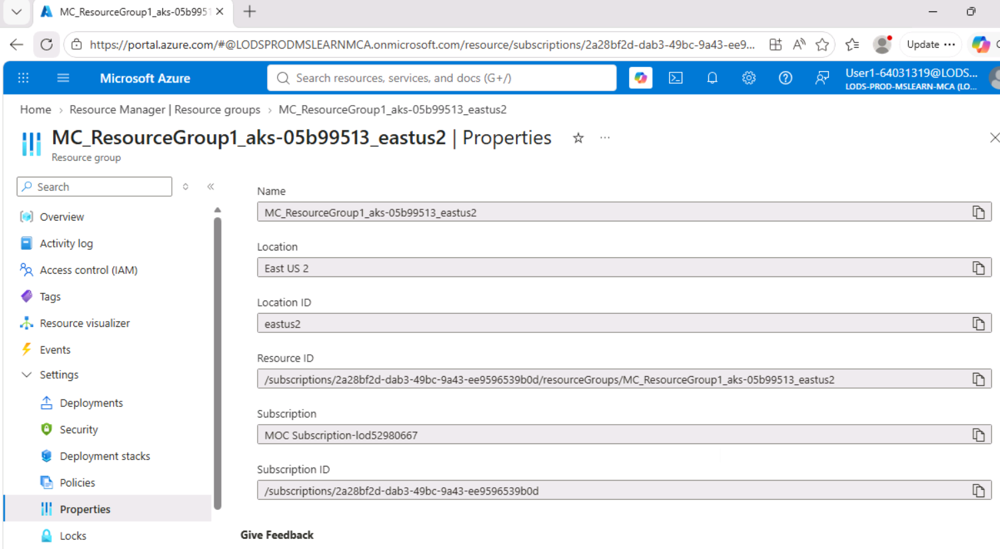 MC_ResourceGroup1_aks-05b9951
https://portal.azure.com/#@LODSPRODMSLEARNMCA.onmicrosoft.com/resource/subscriptions/2a28bf2d-dab3-49bc-9a43-ee9... Update
Microsoft Azure Search resources, services, and docs (G+/) User1-64031319@LODS...
LODS-PROD-MSLEARN-MCA (LO...
Home > Resource Manager | Resource groups > MC_ResourceGroup1_aks-05b99513_eastus2
MC_ResourceGroup1_aks-05b99513_eastus2 | Properties
Resource group
Search
Overview
Activity log
Access control (IAM)
Tags
Resource visualizer
Events
Settings
Deployments
Security
Deployment stacks
Policies
Properties
Locks
Name
MC_ResourceGroup1_aks-05b99513_eastus2
Location
East US 2
Location ID
eastus2
Resource ID
/subscriptions/2a28bf2d-dab3-49bc-9a43-ee9596539b0d/resourceGroups/MC_ResourceGroup1_aks-05b99513_eastus2
Subscription
MOC Subscription-lod52980667
Subscription ID
/subscriptions/2a28bf2d-dab3-49bc-9a43-ee9596539b0d
Give Feedback